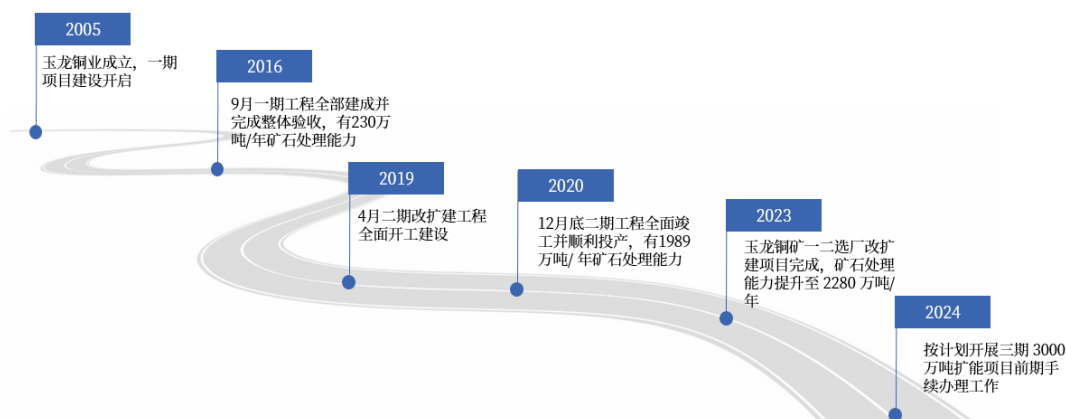 2005
玉龙铜业成立，一期
项目建设开启
2016
9月一期工程全部建成并
完成整体验收，有230万
吨/年矿石处理能力
2019
4月二期改扩建工程
全面开工建设
2020
12月底二期工程全面竣
工并顺利投产，有1989
万吨/ 年矿石处理能力
2023
玉龙铜矿一二选厂改扩
建项目完成，矿石处理
能力提升至 2280 万吨/
年
2024
按计划开展三期 3000
万吨扩能项目前期手
续办理工作